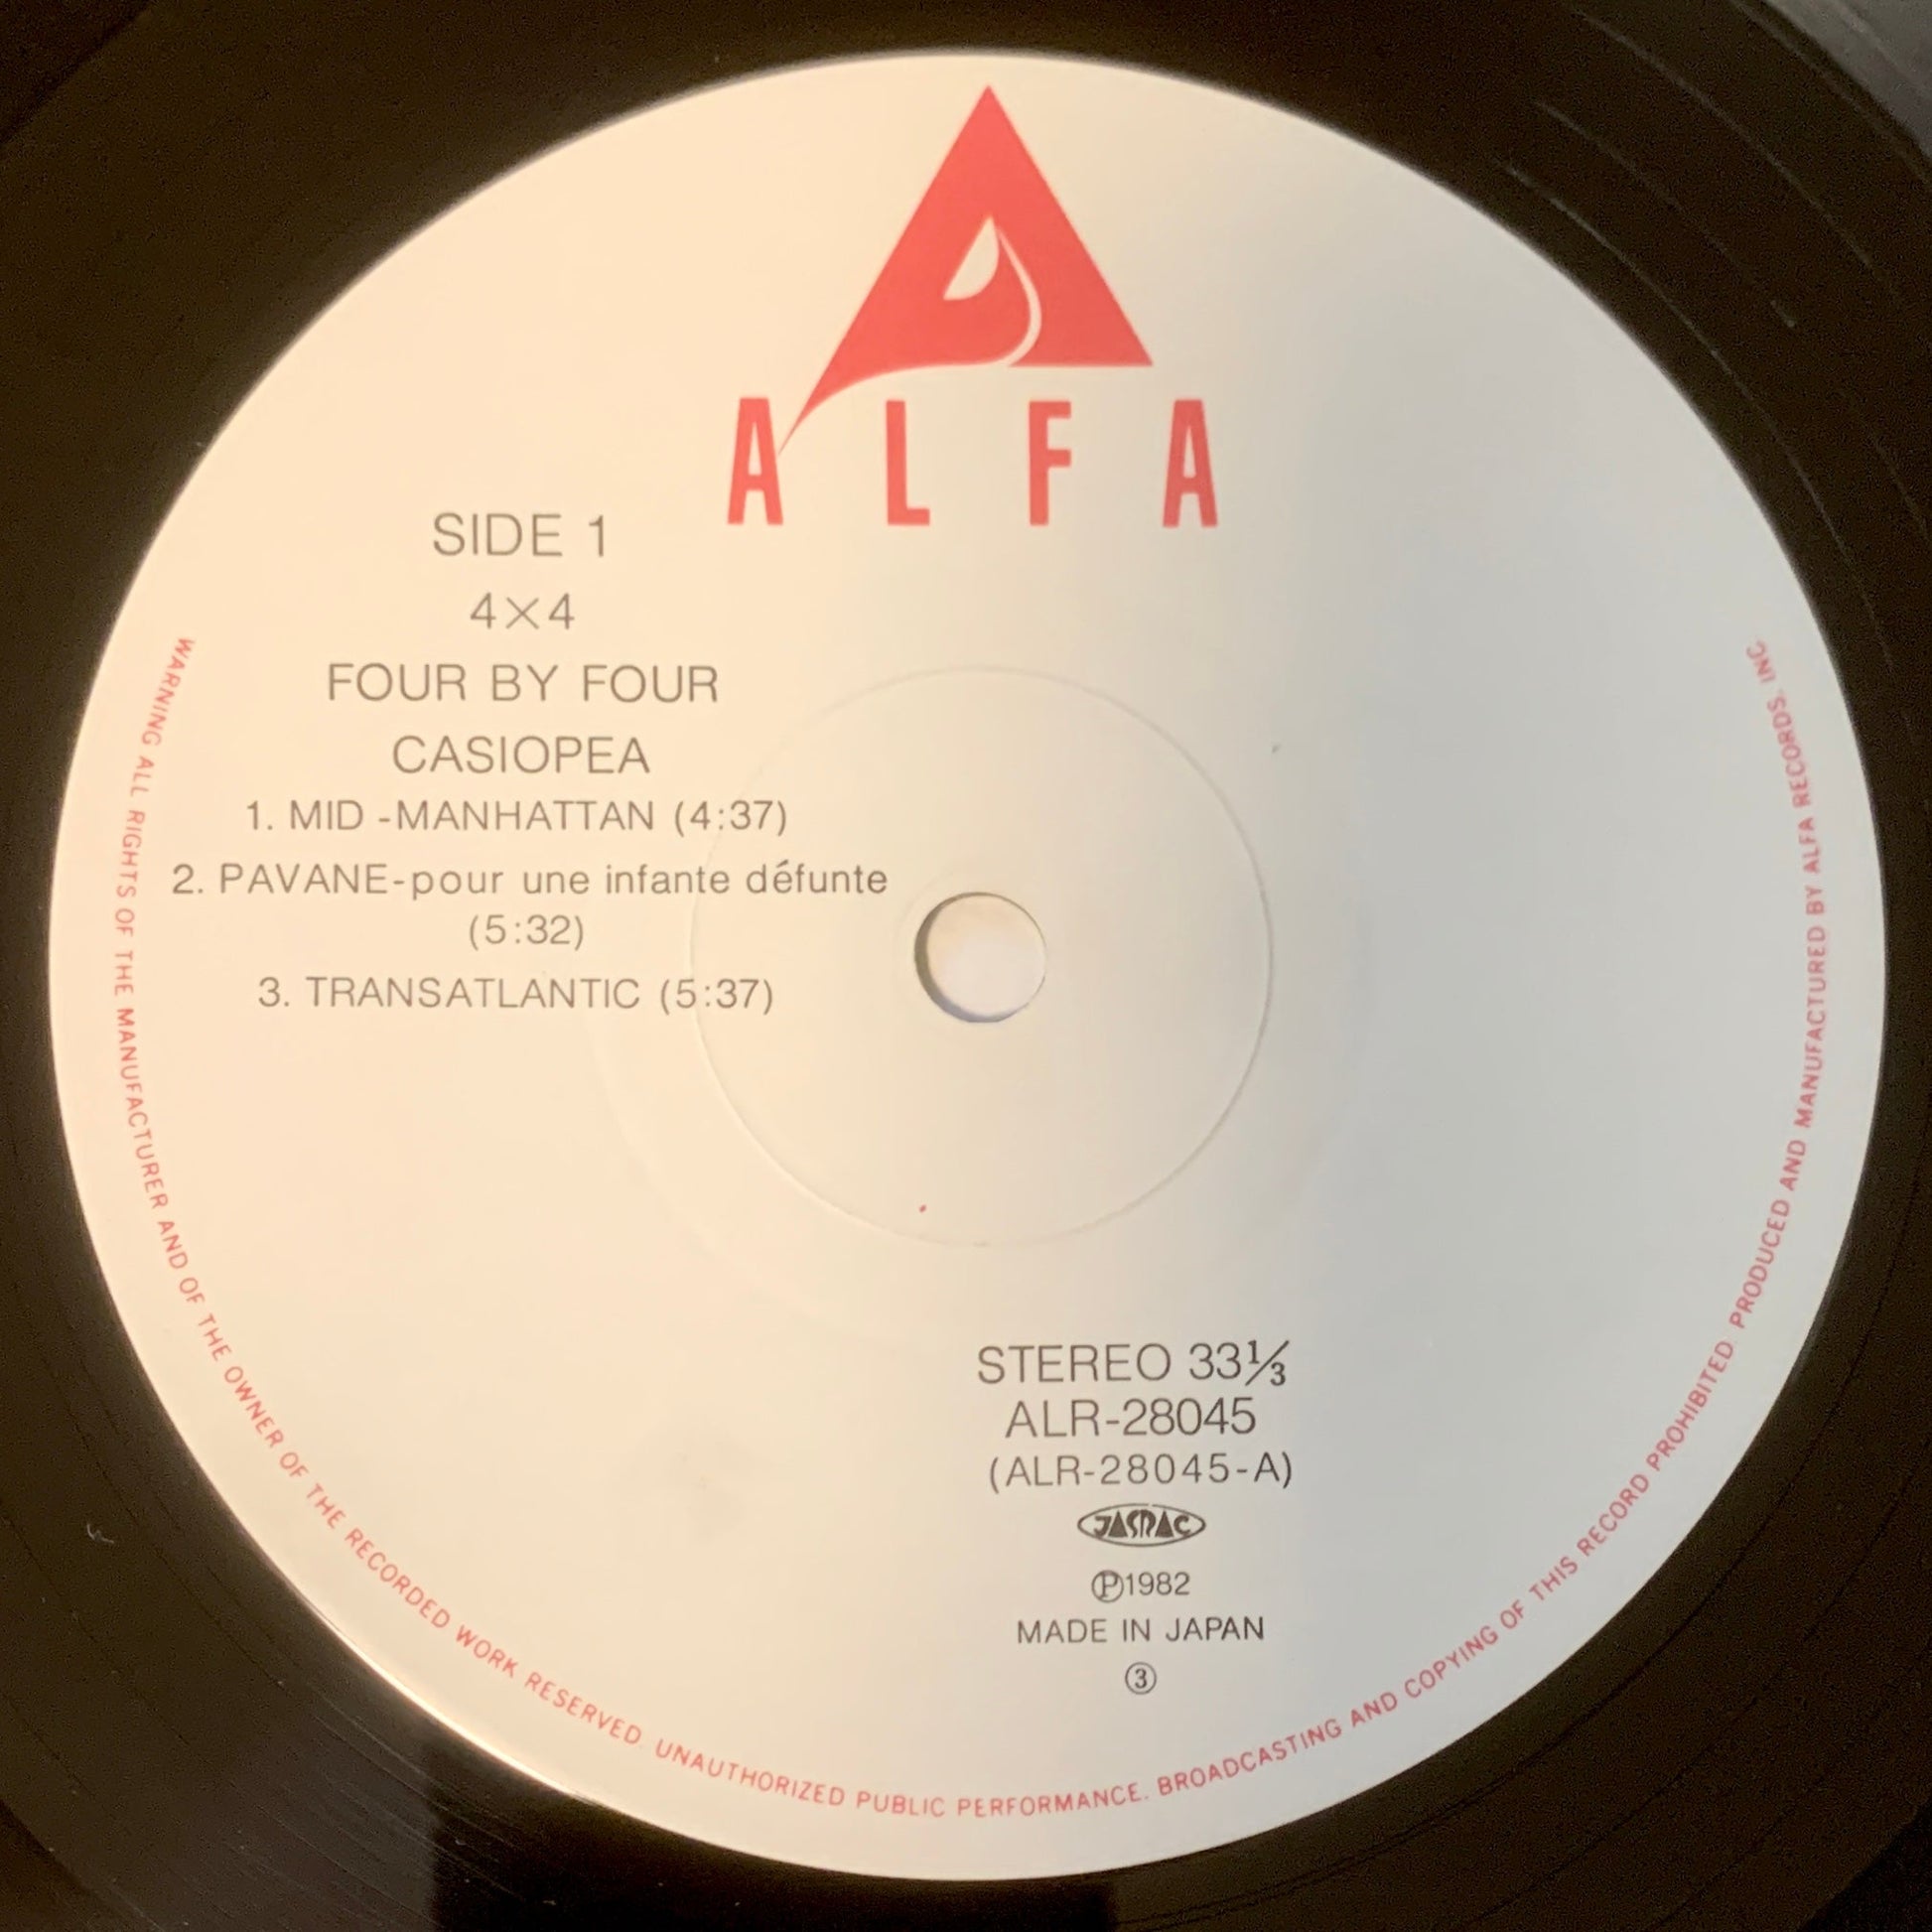 ALFA
SIDE 1
4×4
FOUR BY FOUR
CASIOPEA
1. MID -MANHATTAN (4:37)
2. PAVANE-pour une infante défunte
(5:32)
3. TRANSATLANTIC (5:37)
STEREO 33⅓
ALR-28045
(ALR-28045-A)
JASRAC
Ⓟ1982
MADE IN JAPAN
③
WARNING ALL RIGHTS OF THE MANUFACTURER AND OF THE OWNER OF THE RECORDED WORK RESERVED. UNAUTHORIZED PUBLIC PERFORMANCE. BROADCASTING AND COPYING OF THIS RECORD PROHIBITED. PRODUCED AND MANUFACTURED BY ALFA RECORDS, INC